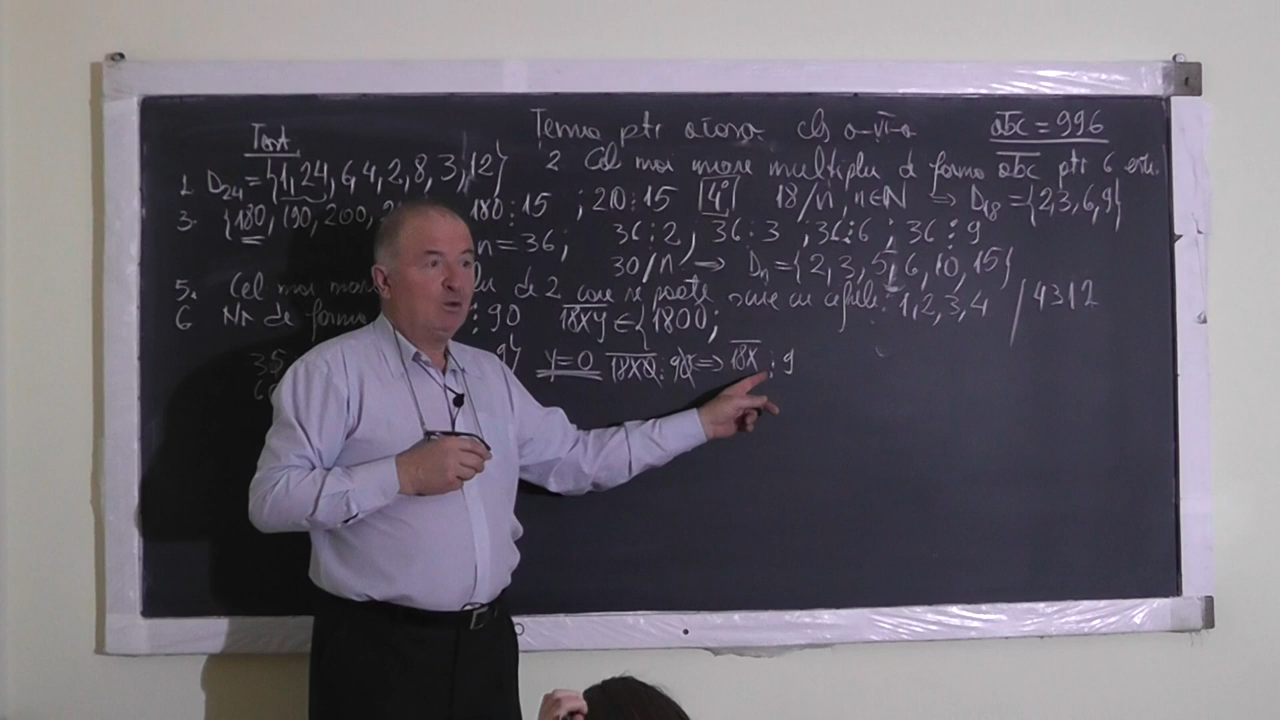 Tema ptr acasa cls a-VI-a
abc = 996
Test
1. D24 = {1, 24, 6, 4, 2, 8, 3, 12}
2 Cel mai mare multiplu de forma abc ptr 6 este.
3. {180, 190, 200, 2 180:15 ; 210:15 4° 18/n, n∈N ⇒ D18 = {2,3,6,9}
n=36; 36:2, 36:3 ; 36:6 ; 36:9
30/n → Dn = {2, 3, 5, 6, 10, 15}
5. Cel mai mare de 2 care se poate scrie cu cifrele: 1,2,3,4 / 4312
6 Nr de forma :90 18xy ∈ {1800;
y=0 18x0 : 90 ⇒ 18x : 9